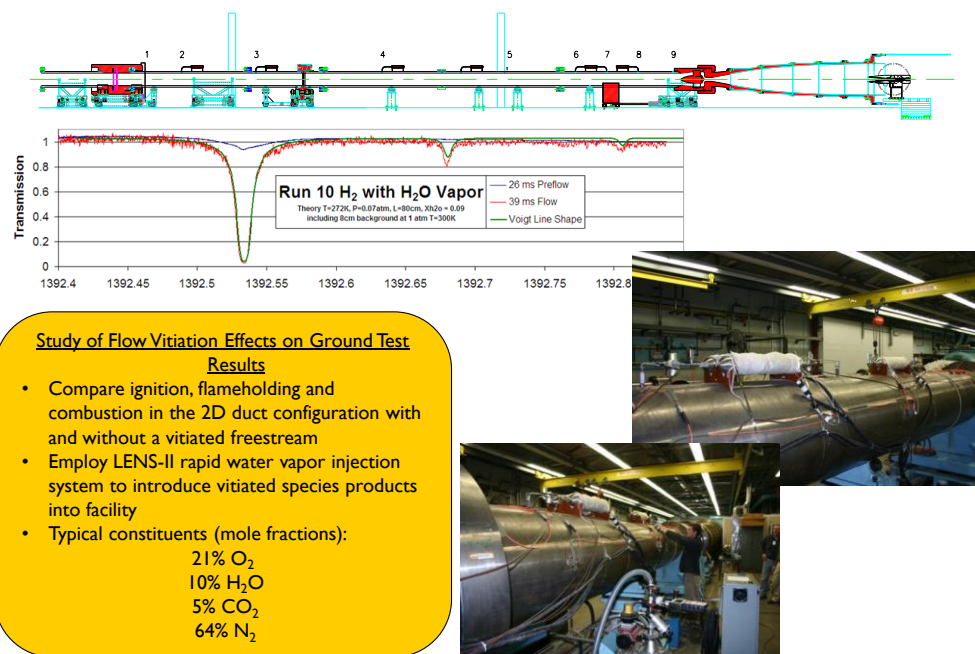 1 2 3 4 5 6 7 8 9
Transmission
1
0.8
0.6
0.4
0.2
0
Run 10 H₂ with H₂O Vapor
Theory T=272K, P=0.07atm, L=80cm, Xh2o = 0.09
including 8cm background at 1 atm T=300K
26 ms Preflow
39 ms Flow
Voigt Line Shape
1392.4 1392.45 1392.5 1392.55 1392.6 1392.65 1392.7 1392.75 1392.8
Study of Flow Vitiation Effects on Ground Test
Results
• Compare ignition, flameholding and
combustion in the 2D duct configuration with
and without a vitiated freestream
• Employ LENS-II rapid water vapor injection
system to introduce vitiated species products
into facility
• Typical constituents (mole fractions):
21% O₂
10% H₂O
5% CO₂
64% N₂